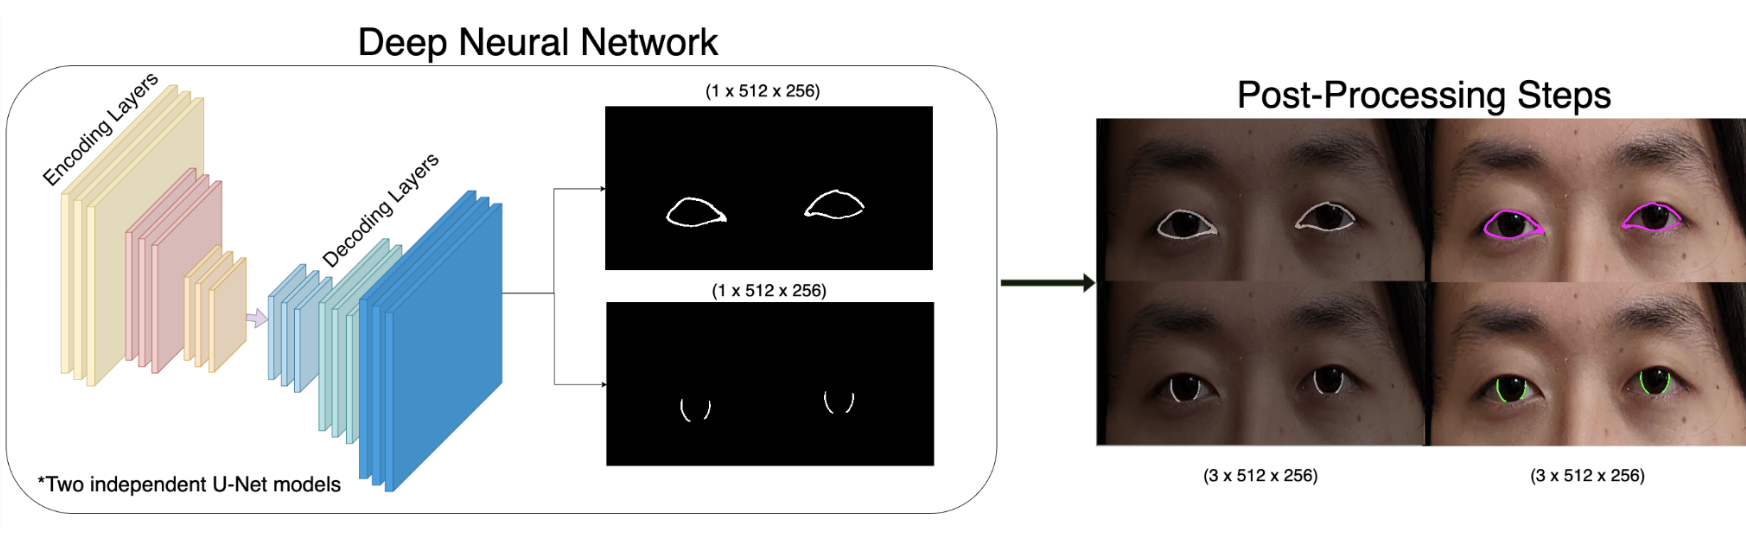 Deep Neural Network
Encoding Layers
Decoding Layers
(1 x 512 x 256)
(1 x 512 x 256)
*Two independent U-Net models
Post-Processing Steps
(3 x 512 x 256)
(3 x 512 x 256)